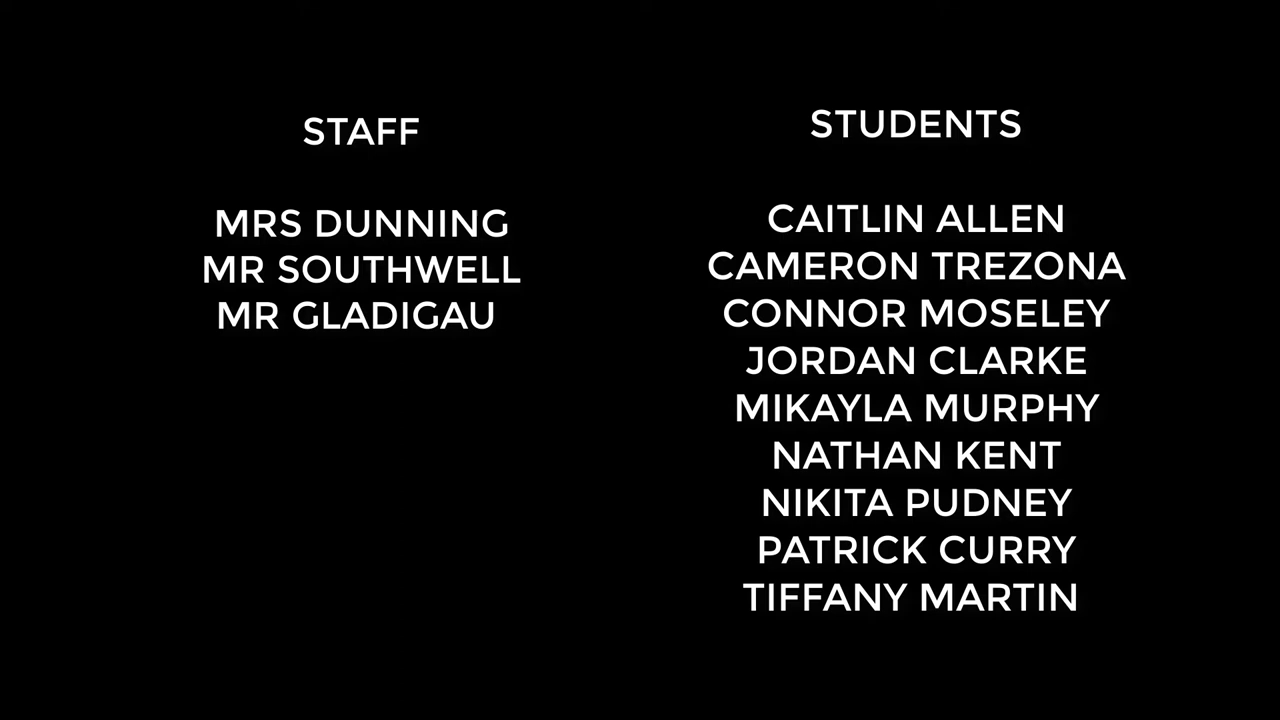 STAFF
MRS DUNNING
MR SOUTHWELL
MR GLADIGAU
STUDENTS
CAITLIN ALLEN
CAMERON TREZONA
CONNOR MOSELEY
JORDAN CLARKE
MIKAYLA MURPHY
NATHAN KENT
NIKITA PUDNEY
PATRICK CURRY
TIFFANY MARTIN